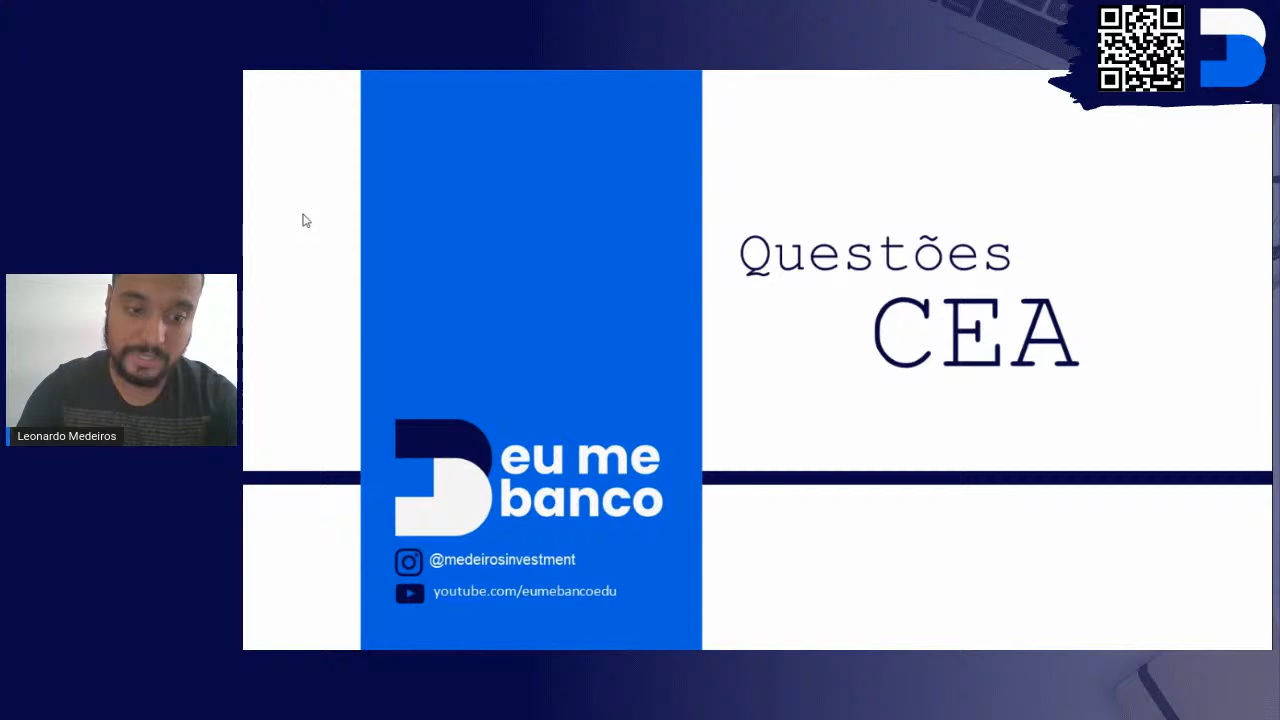 Questões
CEA
eu me
banco
@medeirosinvestment
youtube.com/eumebancoedu
Leonardo Medeiros